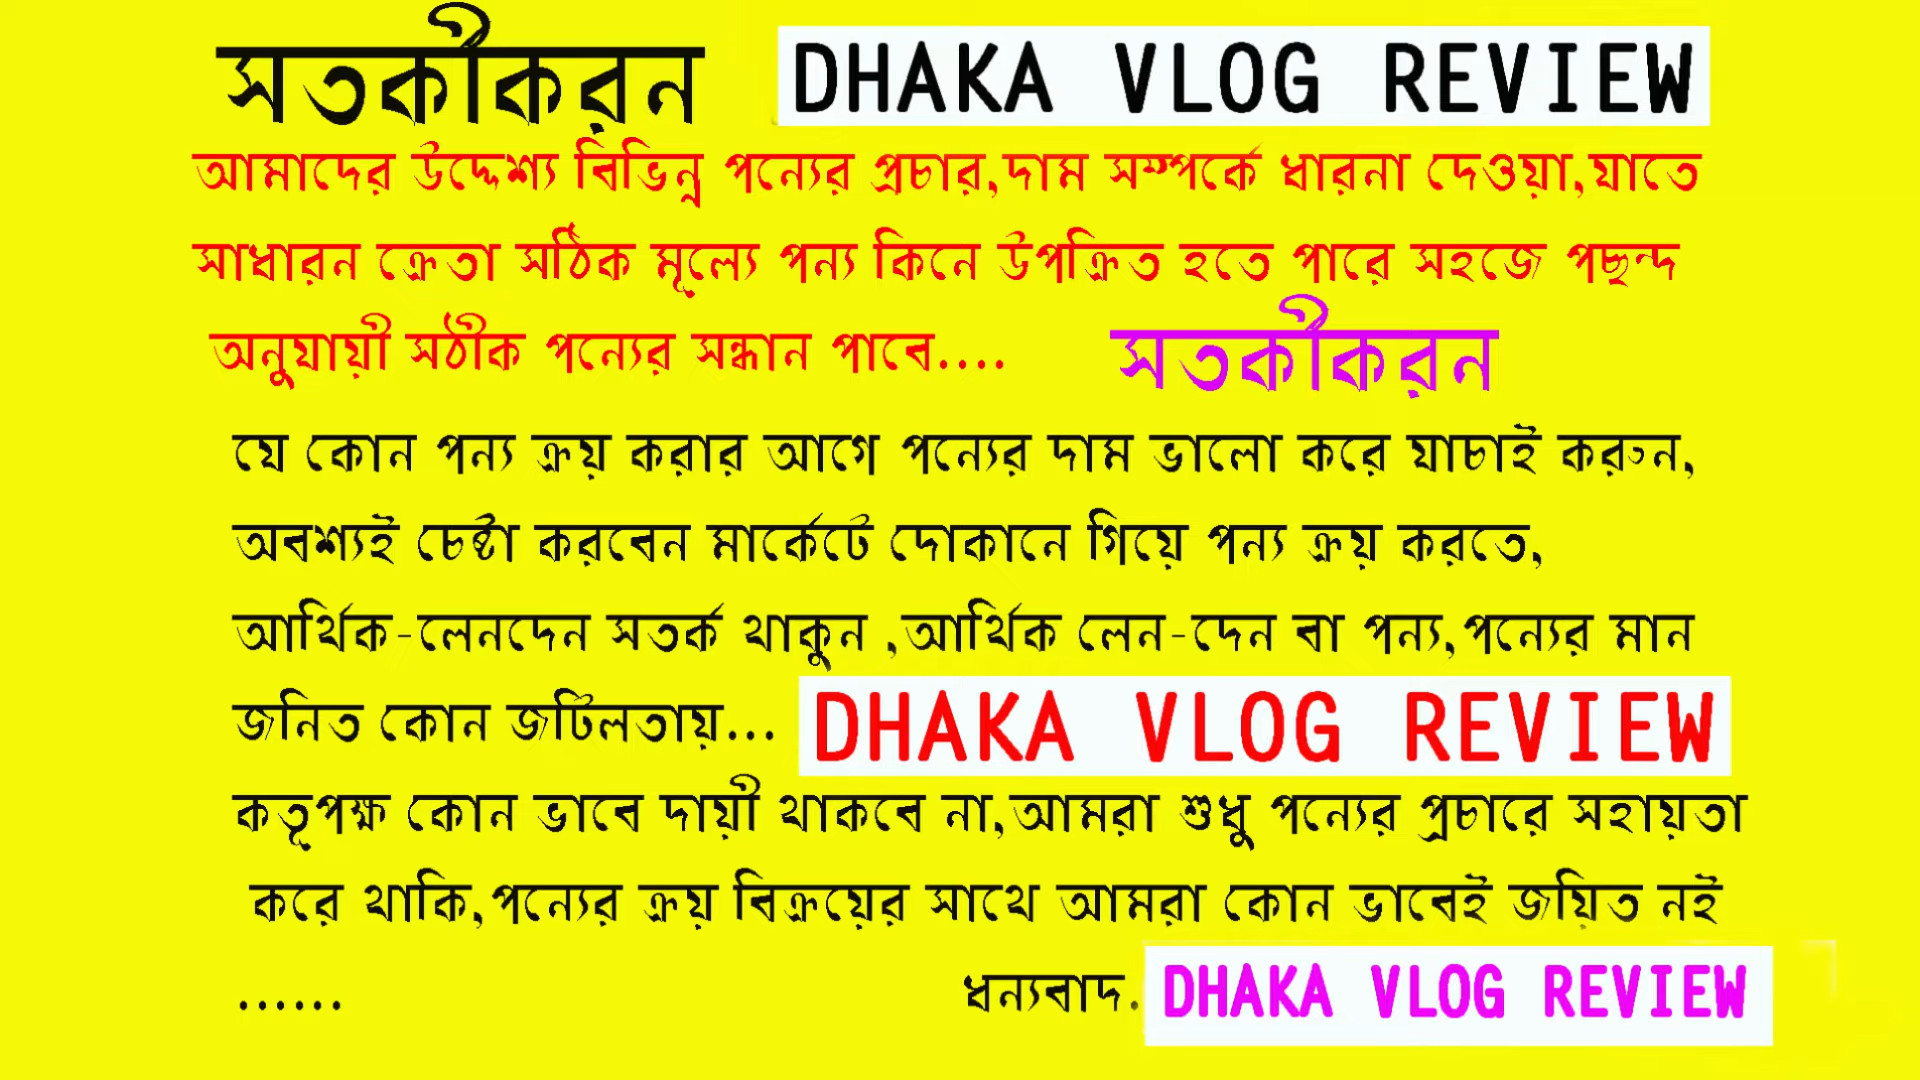 সতকীকরন DHAKA VLOG REVIEW
আমাদের উদ্দেশ্য বিভিন্ন পন্যের প্রচার,দাম সম্পর্কে ধারনা দেওয়া,যাতে
সাধারন ক্রেতা সঠিক মূল্যে পন্য কিনে উপক্রিত হতে পারে সহজে পছন্দ
অনুযায়ী সঠীক পন্যের সন্ধান পাবে.... সতকীকরন
যে কোন পন্য ক্রয় করার আগে পন্যের দাম ভালো করে যাচাই করুন,
অবশ্যই চেষ্টা করবেন মার্কেটে দোকানে গিয়ে পন্য ক্রয় করতে,
আর্থিক-লেনদেন সতর্ক থাকুন ,আর্থিক লেন-দেন বা পন্য,পন্যের মান
জনিত কোন জটিলতায়... DHAKA VLOG REVIEW
কতৃপক্ষ কোন ভাবে দায়ী থাকবে না,আমরা শুধু পন্যের প্রচারে সহায়তা
করে থাকি,পন্যের ক্রয় বিক্রয়ের সাথে আমরা কোন ভাবেই জয়িত নই
...... ধন্যবাদ. DHAKA VLOG REVIEW